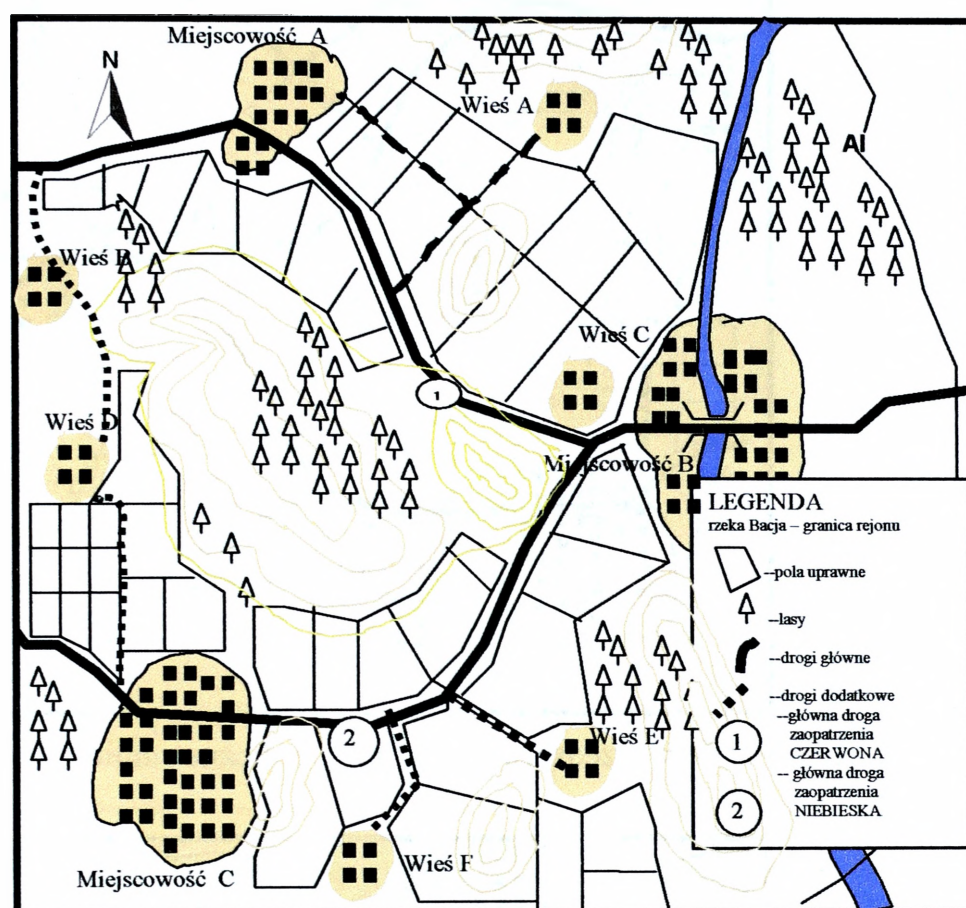 Miejscowość A
N
Wieś A
Al
Wieś B
Wieś C
1
Wieś D
Miejscowość B
LEGENDA
rzeka Bacja – granica rejonu
--pola uprawne
--lasy
--drogi główne
--drogi dodatkowe
--główna droga
zaopatrzenia
1
CZERWONA
-- główna droga
zaopatrzenia
2
NIEBIESKA
2
Wieś E
Wieś F
Miejscowość C